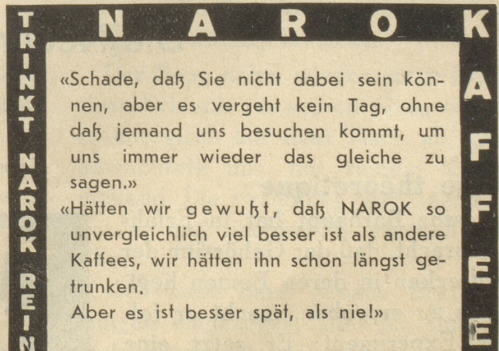 NAROK
KAFFEE
TRINKT NAROK REIN
«Schade, daß Sie nicht dabei sein kön-
nen, aber es vergeht kein Tag, ohne
daß jemand uns besuchen kommt, um
uns immer wieder das gleiche zu
sagen.»
«Hätten wir gewußt, daß NAROK so
unvergleichlich viel besser ist als andere
Kaffees, wir hätten ihn schon längst ge-
trunken.
Aber es ist besser spät, als nie!»